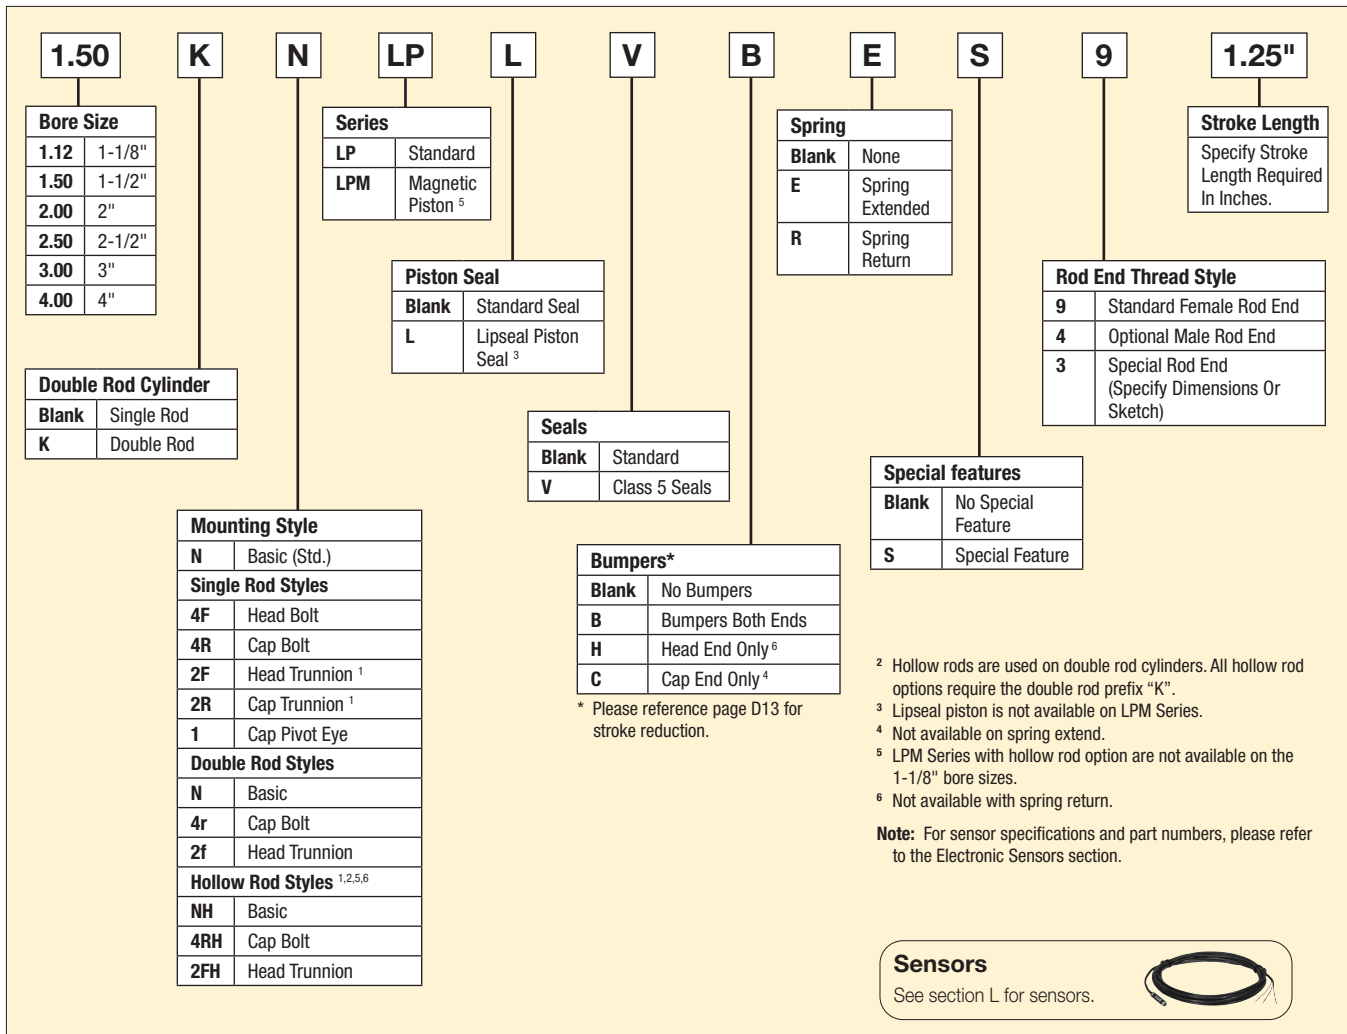 1.50 K N LP L V B E S 9 1.25"
Bore Size
1.12 1-1/8"
1.50 1-1/2"
2.00 2"
2.50 2-1/2"
3.00 3"
4.00 4"
Double Rod Cylinder
Blank Single Rod
K Double Rod
Mounting Style
N Basic (Std.)
Single Rod Styles
4F Head Bolt
4R Cap Bolt
2F Head Trunnion 1
2R Cap Trunnion 1
1 Cap Pivot Eye
Double Rod Styles
N Basic
4r Cap Bolt
2f Head Trunnion
Hollow Rod Styles 1,2,5,6
NH Basic
4RH Cap Bolt
2FH Head Trunnion
Series
LP Standard
LPM Magnetic
Piston 5
Piston Seal
Blank Standard Seal
L Lipseal Piston
Seal 3
Seals
Blank Standard
V Class 5 Seals
Bumpers*
Blank No Bumpers
B Bumpers Both Ends
H Head End Only 6
C Cap End Only 4
* Please reference page D13 for
stroke reduction.
Spring
Blank None
E Spring
Extended
R Spring
Return
Special features
Blank No Special
Feature
S Special Feature
Rod End Thread Style
9 Standard Female Rod End
4 Optional Male Rod End
3 Special Rod End
(Specify Dimensions Or
Sketch)
Stroke Length
Specify Stroke
Length Required
In Inches.
2 Hollow rods are used on double rod cylinders. All hollow rod
options require the double rod prefix “K”.
3 Lipseal piston is not available on LPM Series.
4 Not available on spring extend.
5 LPM Series with hollow rod option are not available on the
1-1/8" bore sizes.
6 Not available with spring return.
Note: For sensor specifications and part numbers, please refer
to the Electronic Sensors section.
Sensors
See section L for sensors.